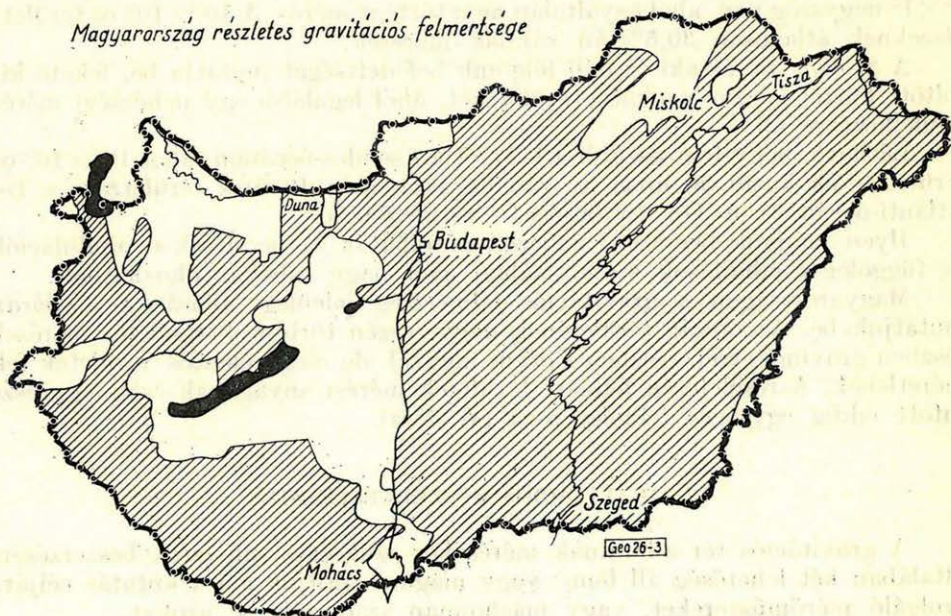 Magyarország részletes gravitációs felmértsége
Miskolc
Tisza
Duna
Budapest
Szeged
Geo 26-3
Mohács